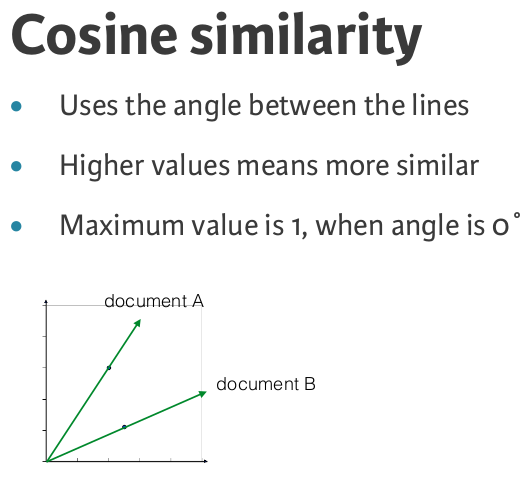 Cosine similarity
• Uses the angle between the lines
• Higher values means more similar
• Maximum value is 1, when angle is 0°
document A
document B